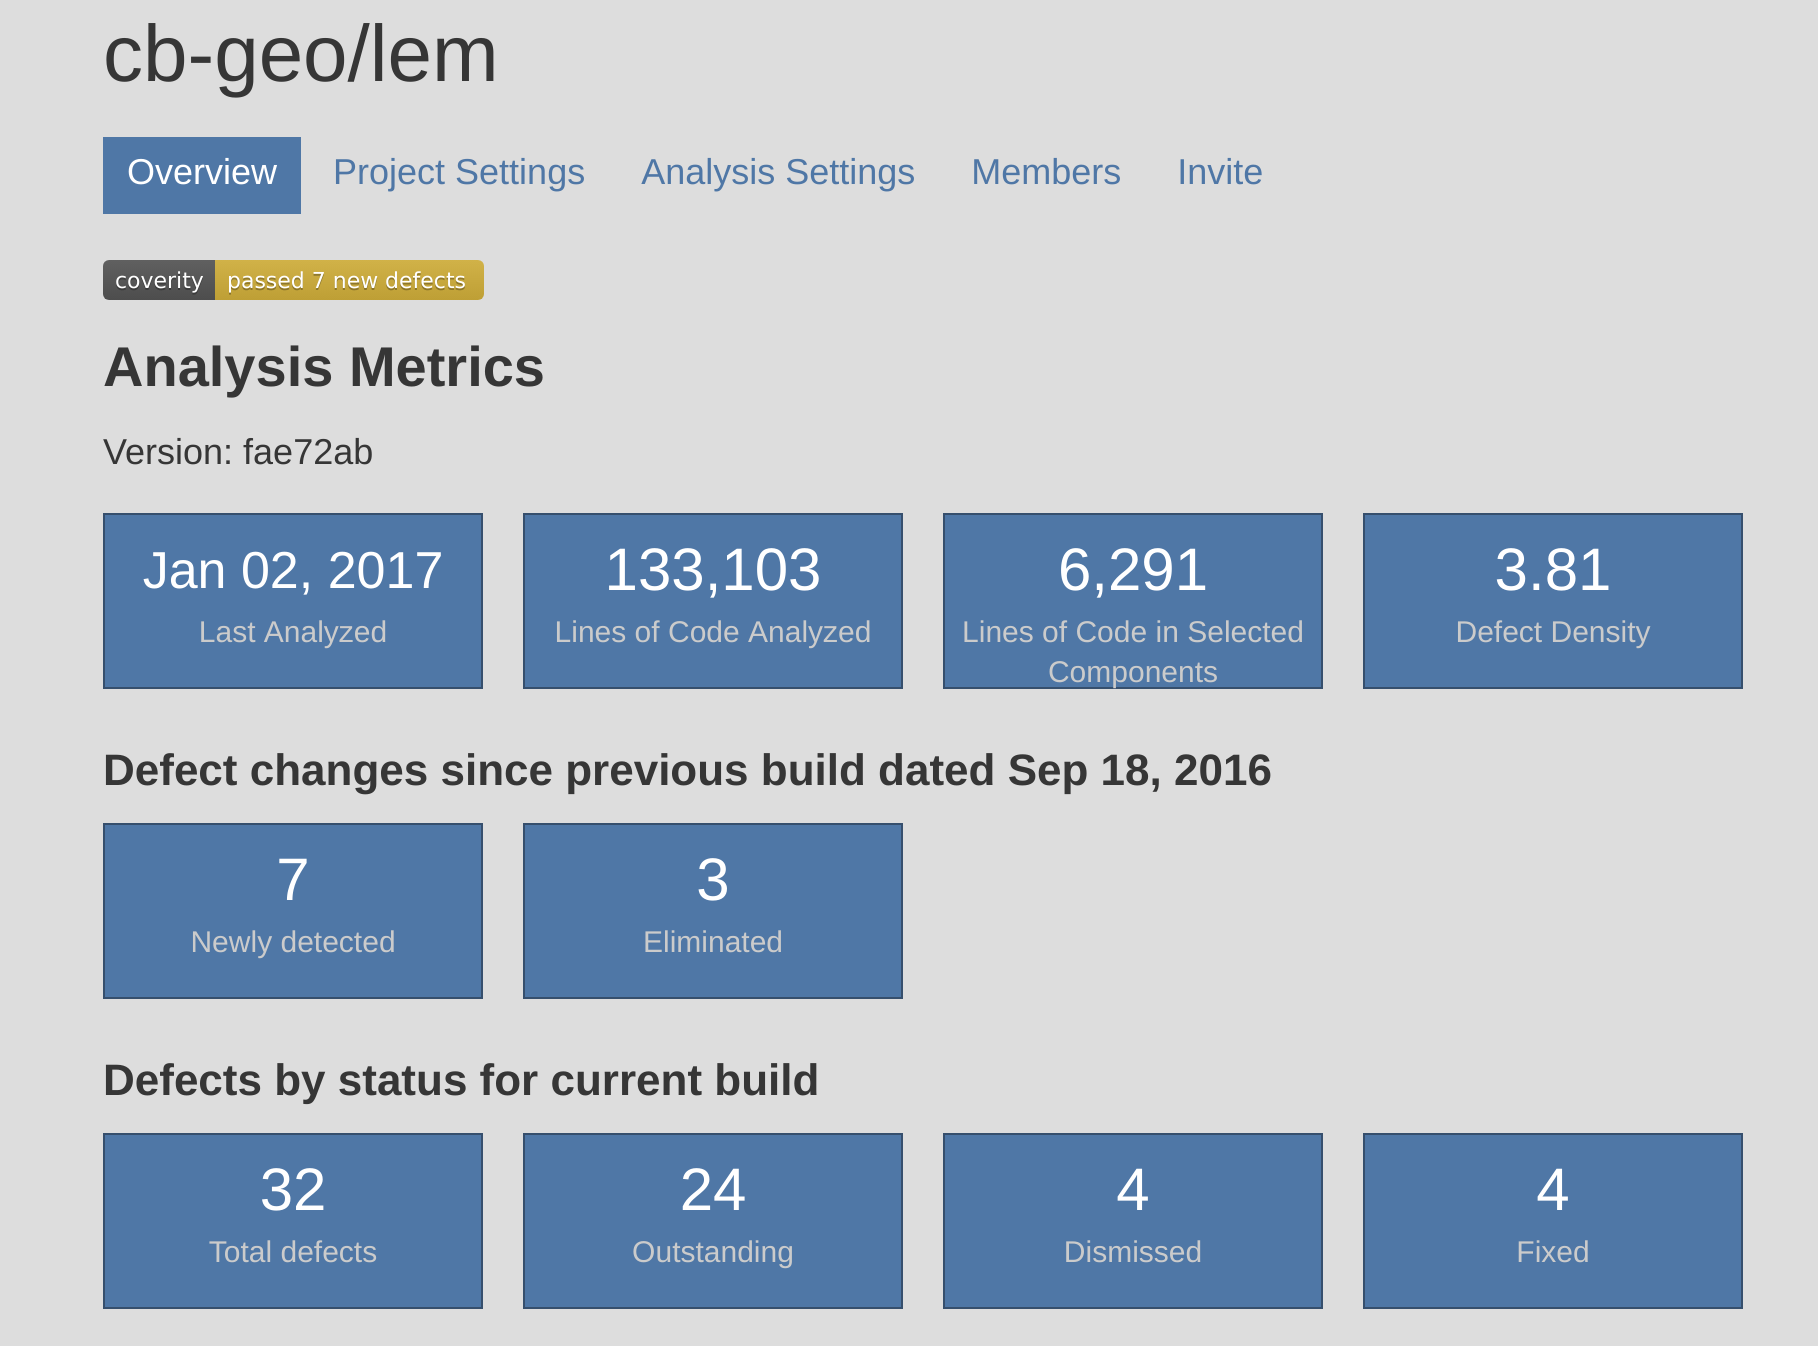 cb-geo/lem
Overview Project Settings Analysis Settings Members Invite
coverity passed 7 new defects
Analysis Metrics
Version: fae72ab
Jan 02, 2017
Last Analyzed
133,103
Lines of Code Analyzed
6,291
Lines of Code in Selected
Components
3.81
Defect Density
Defect changes since previous build dated Sep 18, 2016
7
Newly detected
3
Eliminated
Defects by status for current build
32
Total defects
24
Outstanding
4
Dismissed
4
Fixed